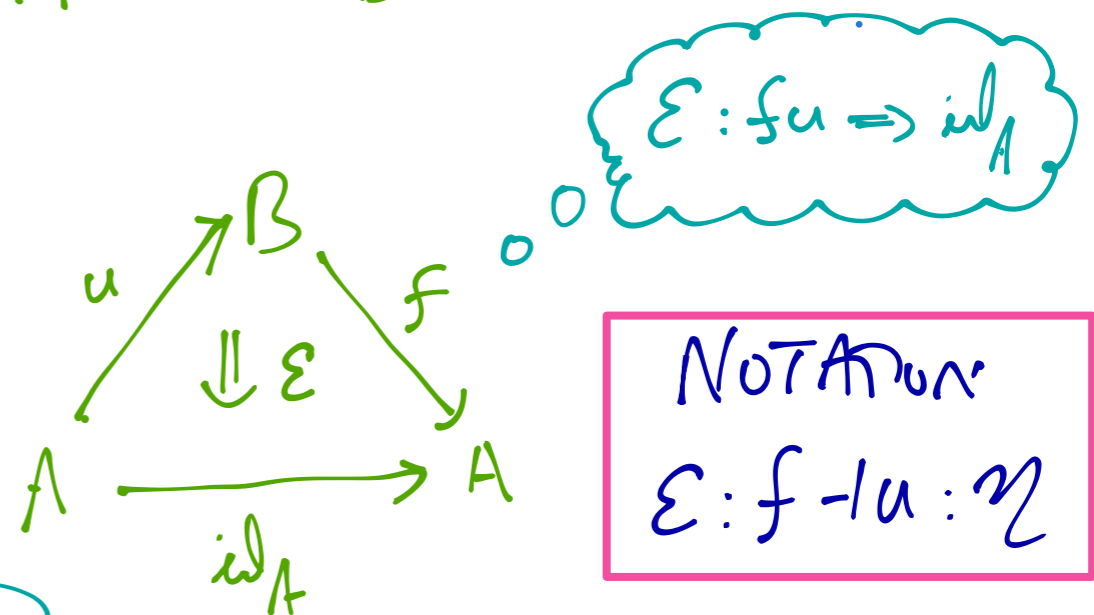 ε : fu ⇒ id_A
B
u
f
⇓ ε
A
A
id_A
NOTATION
ε : f ⊣ u : η